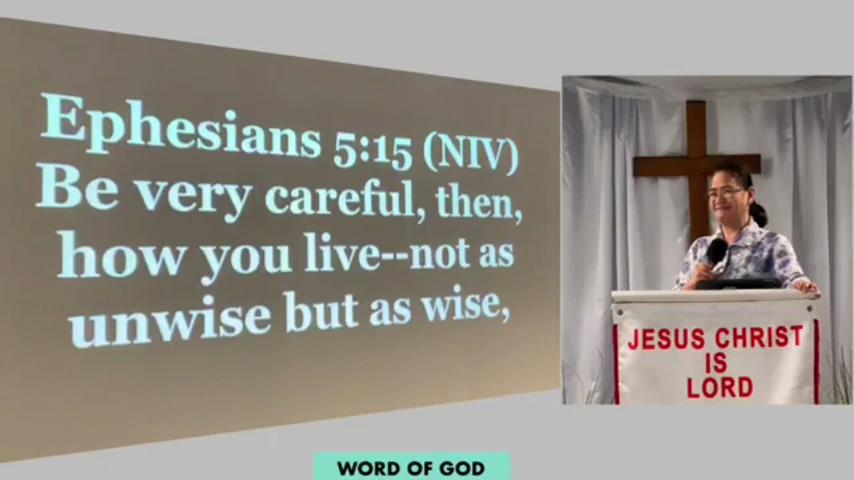 Ephesians 5:15 (NIV)
Be very careful, then,
how you live--not as
unwise but as wise,
JESUS CHRIST
IS
LORD
WORD OF GOD